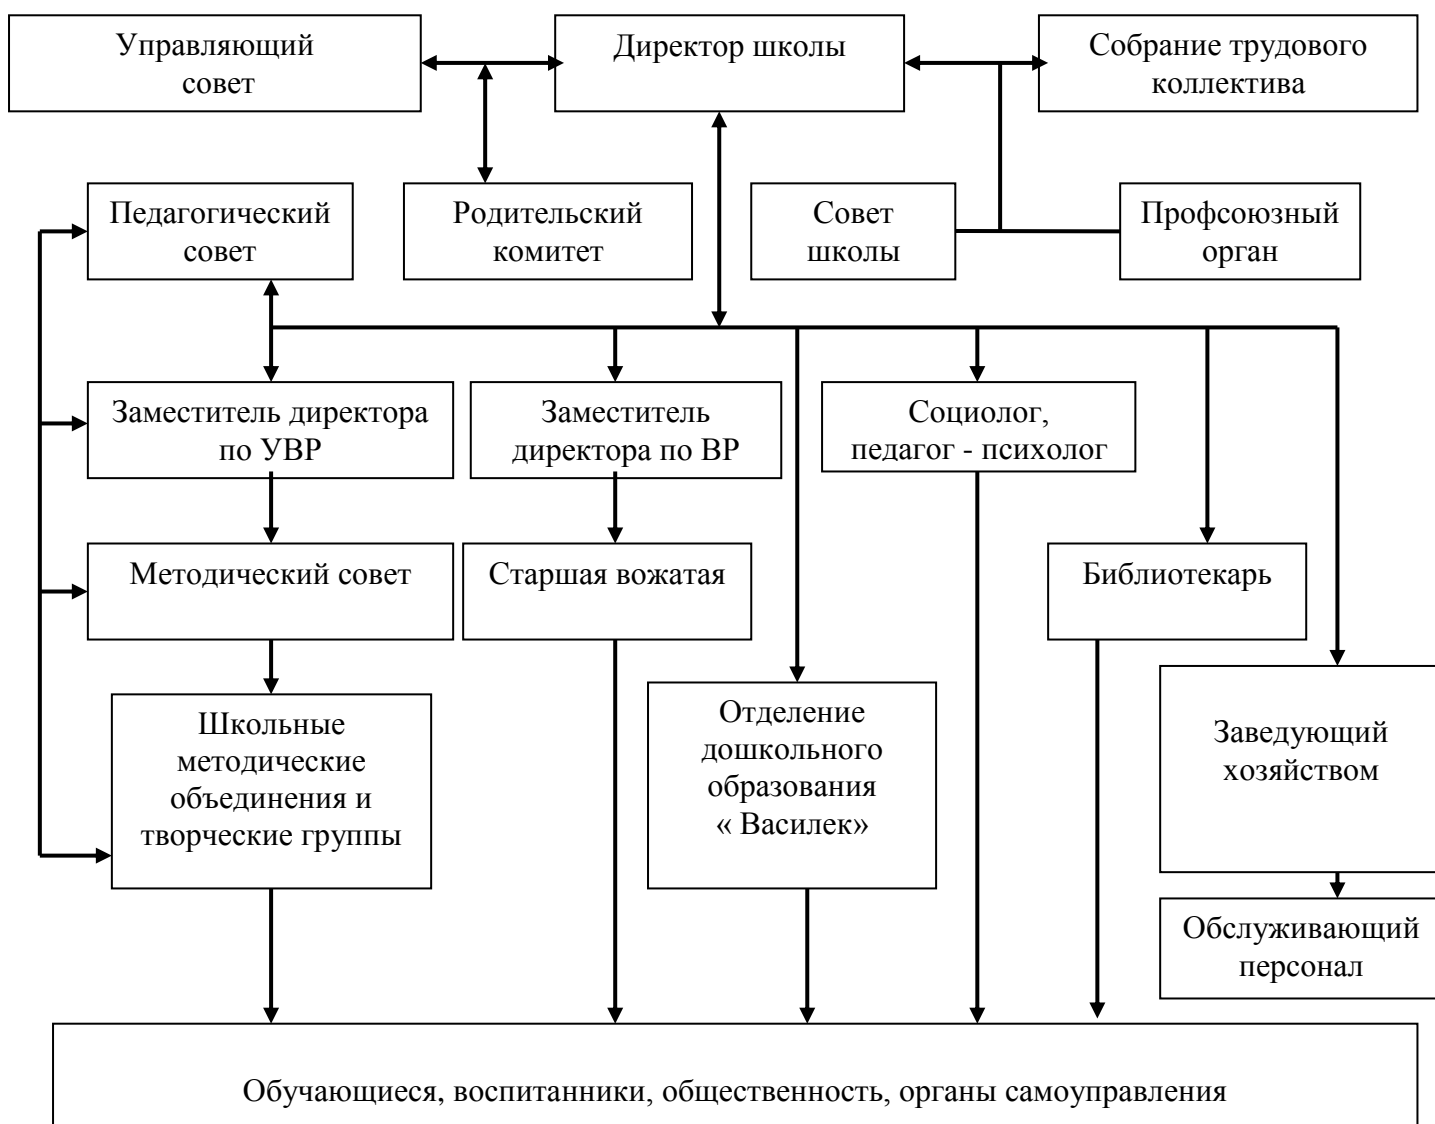 Управляющий
совет
Директор школы
Собрание трудового
коллектива
Педагогический
совет
Родительский
комитет
Совет
школы
Профсоюзный
орган
Заместитель директора
по УВР
Заместитель
директора по ВР
Социолог,
педагог - психолог
Методический совет
Старшая вожатая
Библиотекарь
Школьные
методические
объединения и
творческие группы
Отделение
дошкольного
образования
« Василек»
Заведующий
хозяйством
Обслуживающий
персонал
Обучающиеся, воспитанники, общественность, органы самоуправления